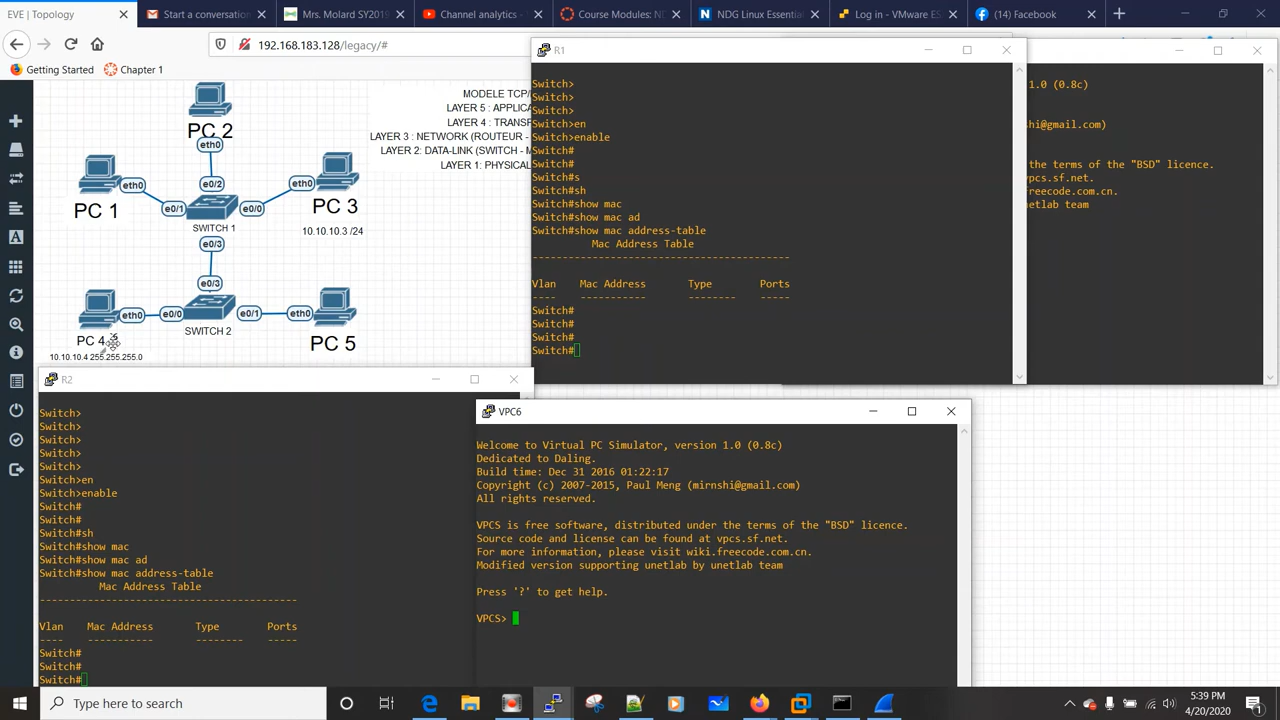 EVE | Topology
Start a conversation
Mrs. Molard SY2019
Channel analytics -
Course Modules: ND
NDG Linux Essentia
Log in - VMware ES
(14) Facebook
192.168.183.128/legacy/#
Getting Started
Chapter 1
PC 2
eth0
PC 1
eth0
e0/1
e0/2
e0/0
eth0
PC 3
SWITCH 1
10.10.10.3 /24
e0/3
e0/3
PC 4
eth0
e0/0
e0/1
eth0
PC 5
SWITCH 2
10.10.10.4 255.255.255.0
MODELE TCP/
LAYER 5 : APPLICA
LAYER 4 : TRANSP
LAYER 3 : NETWORK (ROUTEUR -
LAYER 2: DATA-LINK (SWITCH - M
LAYER 1: PHYSICAL
R1
Switch>
Switch>
Switch>
Switch>en
Switch>enable
Switch#
Switch#
Switch#s
Switch#sh
Switch#show mac
Switch#show mac ad
Switch#show mac address-table
Mac Address Table
-------------------------------------------
Vlan Mac Address Type Ports
---- ----------- -------- -----
Switch#
Switch#
Switch#
Switch#
1.0 (0.8c)
shi@gmail.com)
the terms of the "BSD" licence.
vpcs.sf.net.
freecode.com.cn.
netlab team
R2
Switch>
Switch>
Switch>
Switch>
Switch>
Switch>en
Switch>enable
Switch#
Switch#
Switch#sh
Switch#show mac
Switch#show mac ad
Switch#show mac address-table
Mac Address Table
-------------------------------------------
Vlan Mac Address Type Ports
---- ----------- -------- -----
Switch#
Switch#
Switch#
VPC6
Welcome to Virtual PC Simulator, version 1.0 (0.8c)
Dedicated to Daling.
Build time: Dec 31 2016 01:22:17
Copyright (c) 2007-2015, Paul Meng (mirnshi@gmail.com)
All rights reserved.
VPCS is free software, distributed under the terms of the "BSD" licence.
Source code and license can be found at vpcs.sf.net.
For more information, please visit wiki.freecode.com.cn.
Modified version supporting unetlab by unetlab team
Press '?' to get help.
VPCS>
Type here to search
5:39 PM
4/20/2020